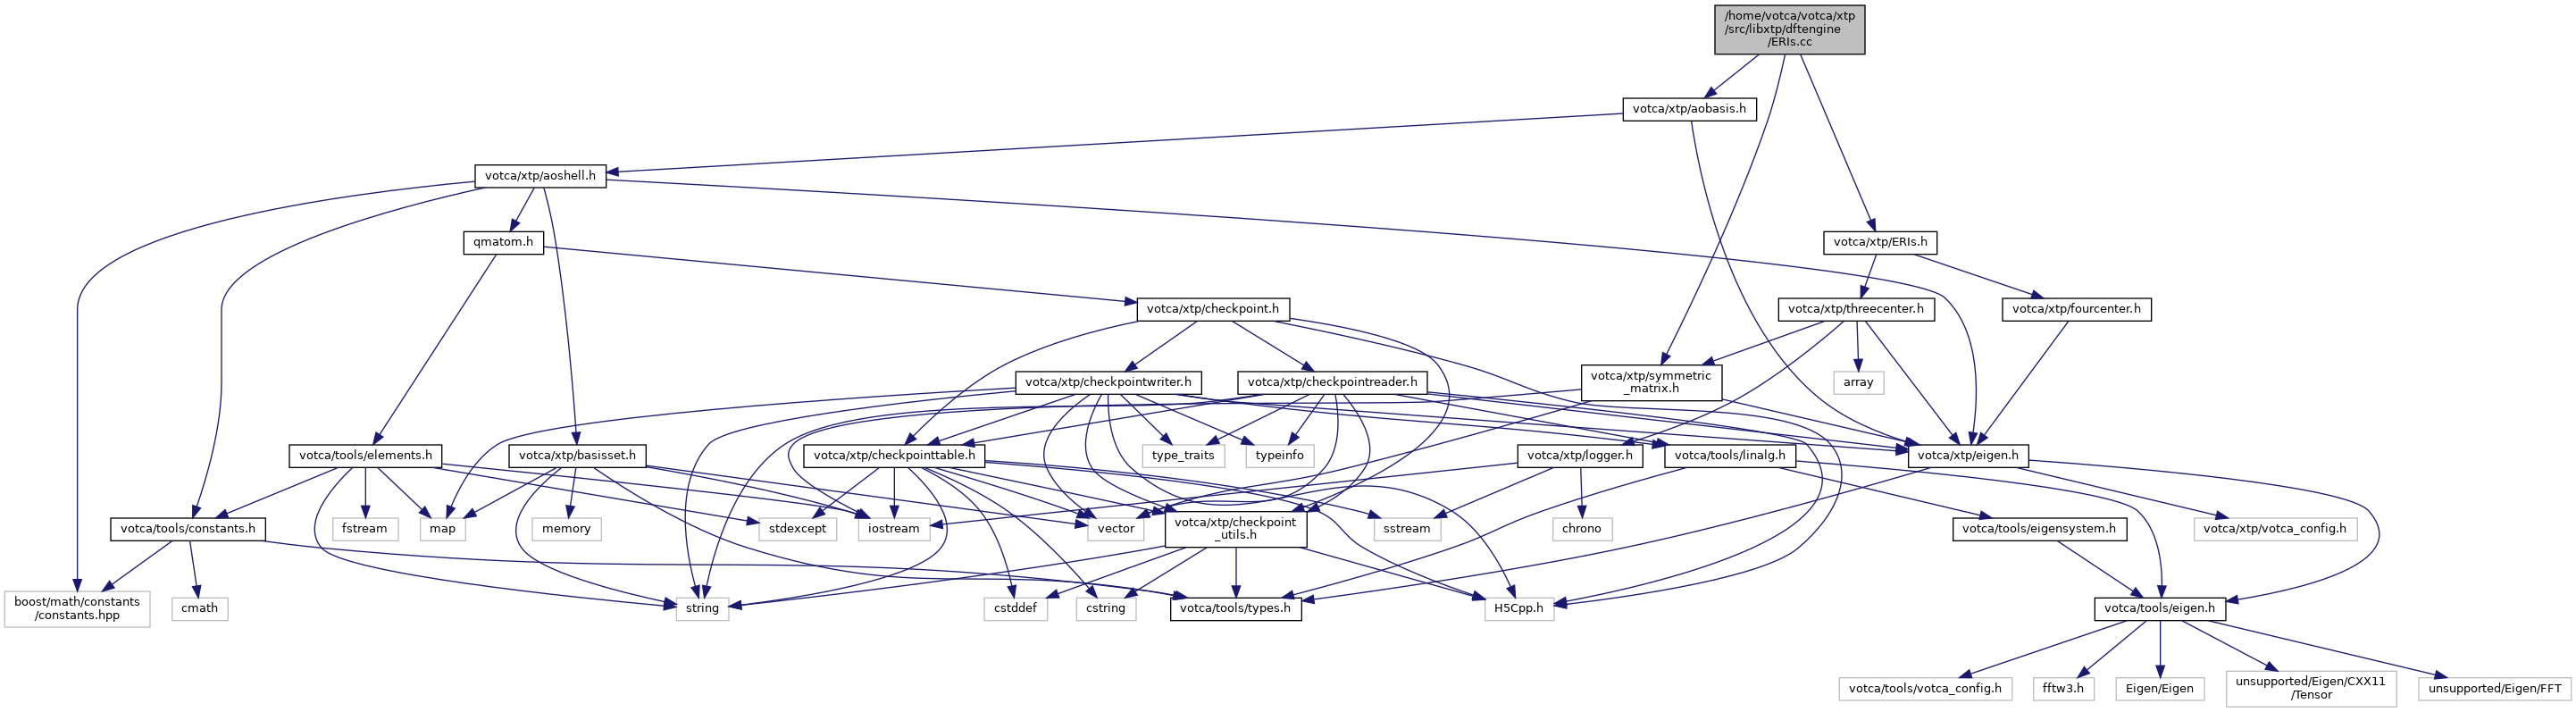 /home/votca/votca/xtp
/src/libxtp/dftengine
/ERIs.cc
votca/xtp/aobasis.h
votca/xtp/aoshell.h
qmatom.h
votca/xtp/ERIs.h
votca/xtp/checkpoint.h
votca/xtp/threecenter.h
votca/xtp/fourcenter.h
votca/xtp/checkpointwriter.h
votca/xtp/checkpointreader.h
votca/xtp/symmetric
_matrix.h
array
votca/tools/elements.h
votca/xtp/basisset.h
votca/xtp/checkpointtable.h
type_traits
typeinfo
votca/xtp/logger.h
votca/tools/linalg.h
votca/xtp/eigen.h
votca/tools/constants.h
fstream
map
memory
stdexcept
iostream
vector
votca/xtp/checkpoint
_utils.h
sstream
chrono
votca/tools/eigensystem.h
votca/xtp/votca_config.h
boost/math/constants
/constants.hpp
cmath
string
cstddef
cstring
votca/tools/types.h
H5Cpp.h
votca/tools/eigen.h
votca/tools/votca_config.h
fftw3.h
Eigen/Eigen
unsupported/Eigen/CXX11
/Tensor
unsupported/Eigen/FFT